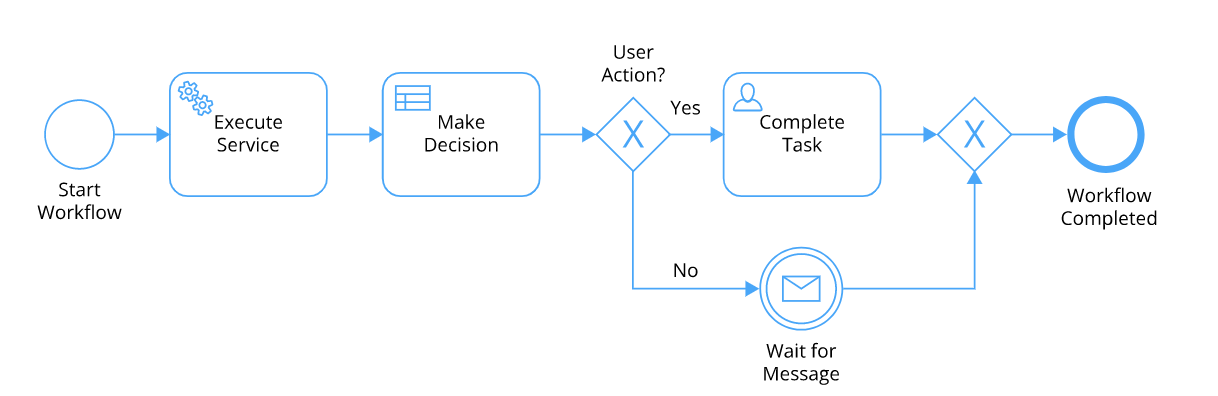 User
Action?
Yes
Execute
Service
Make
Decision
X
Complete
Task
X
Start
Workflow
Workflow
Completed
No
Wait for
Message